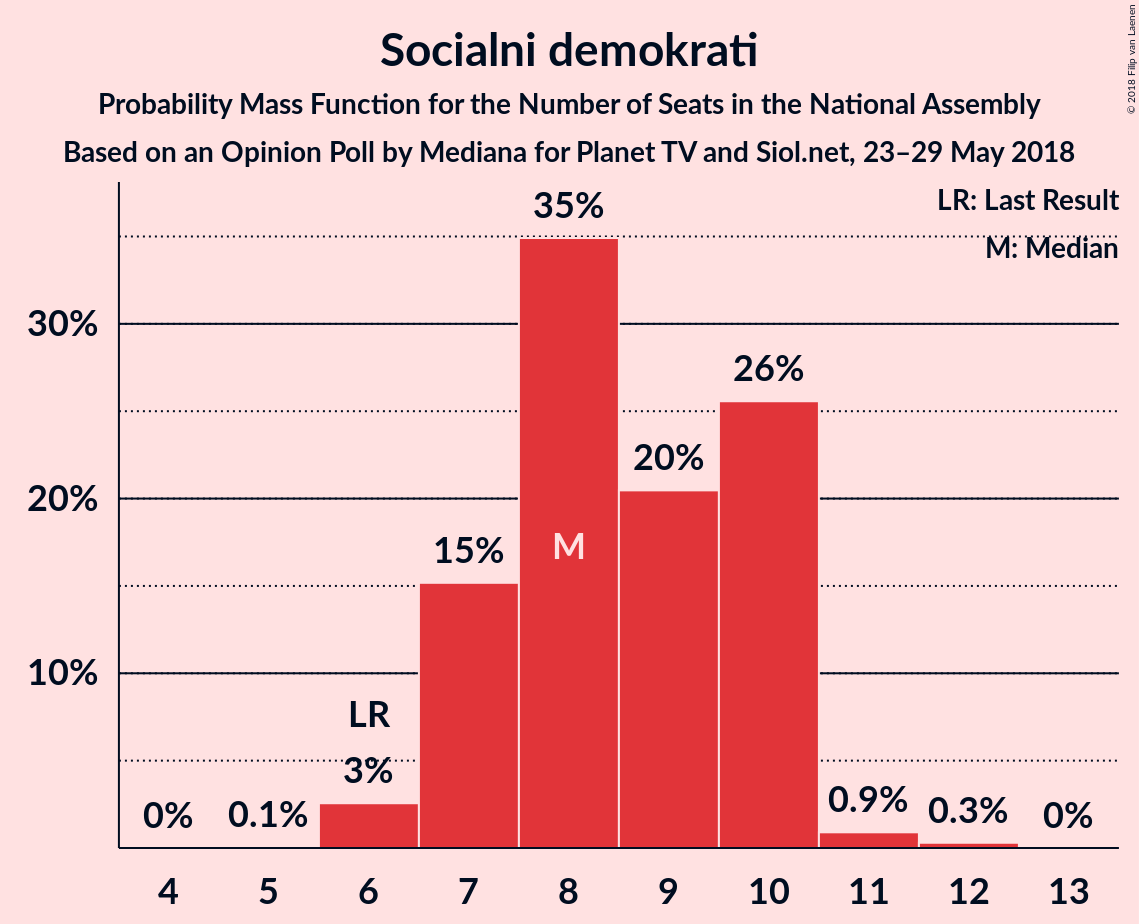 Socialni demokrati
Probability Mass Function for the Number of Seats in the National Assembly
Based on an Opinion Poll by Mediana for Planet TV and Siol.net, 23–29 May 2018
© 2018 Filip van Laenen
LR: Last Result
M: Median
30%
20%
10%
0%
0.1%
LR
3%
15%
35%
M
20%
26%
0.9%
0.3%
0%
4 5 6 7 8 9 10 11 12 13